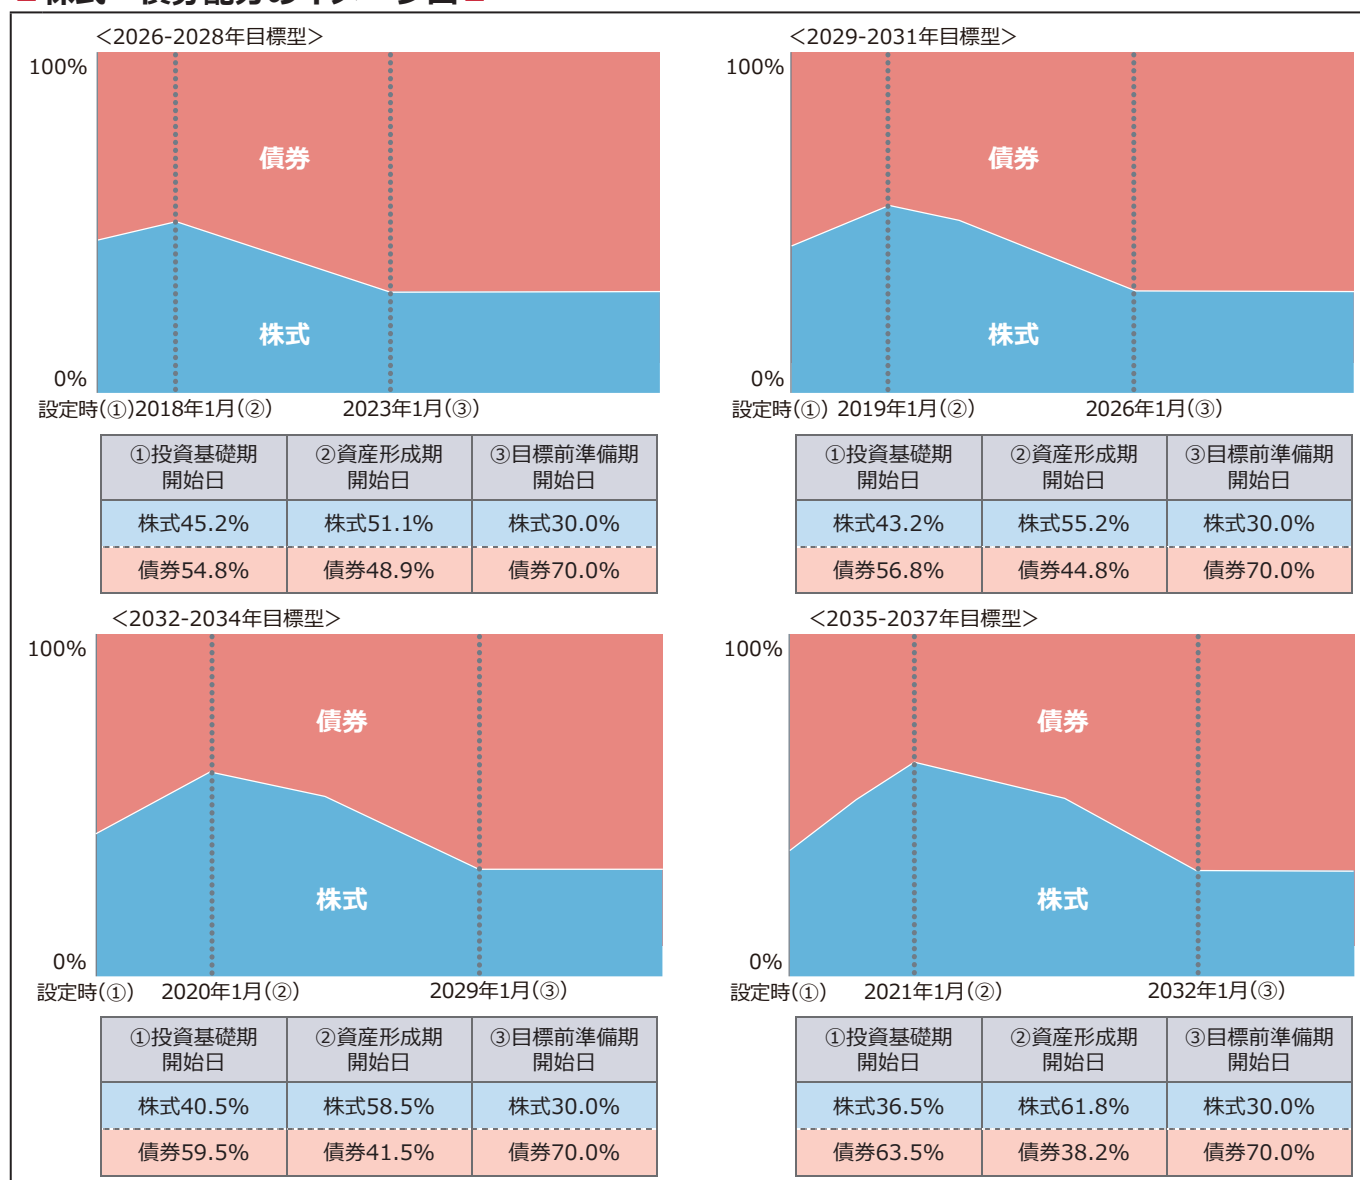 ＜2026-2028年目標型＞
100%
債券
株式
0%
設定時(①)2018年1月(②) 2023年1月(③)
①投資基礎期 ②資産形成期 ③目標前準備期
開始日 開始日 開始日
株式45.2% 株式51.1% 株式30.0%
債券54.8% 債券48.9% 債券70.0%
＜2029-2031年目標型＞
100%
債券
株式
0%
設定時(①) 2019年1月(②) 2026年1月(③)
①投資基礎期 ②資産形成期 ③目標前準備期
開始日 開始日 開始日
株式43.2% 株式55.2% 株式30.0%
債券56.8% 債券44.8% 債券70.0%
＜2032-2034年目標型＞
100%
債券
株式
0%
設定時(①) 2020年1月(②) 2029年1月(③)
①投資基礎期 ②資産形成期 ③目標前準備期
開始日 開始日 開始日
株式40.5% 株式58.5% 株式30.0%
債券59.5% 債券41.5% 債券70.0%
＜2035-2037年目標型＞
100%
債券
株式
0%
設定時(①) 2021年1月(②) 2032年1月(③)
①投資基礎期 ②資産形成期 ③目標前準備期
開始日 開始日 開始日
株式36.5% 株式61.8% 株式30.0%
債券63.5% 債券38.2% 債券70.0%